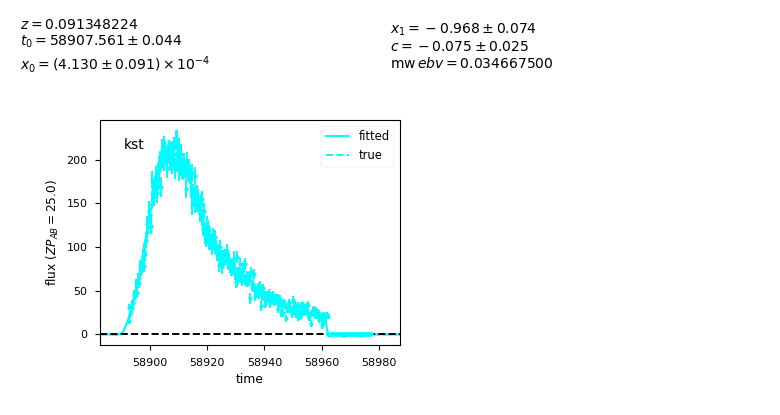 z = 0.091348224
t₀ = 58907.561 ± 0.044
x₀ = (4.130 ± 0.091) × 10⁻⁴
x₁ = −0.968 ± 0.074
c = −0.075 ± 0.025
mw ebv = 0.034667500
kst
fitted
true
flux (ZP_AB = 25.0)
200
150
100
50
0
58900 58920 58940 58960 58980
time